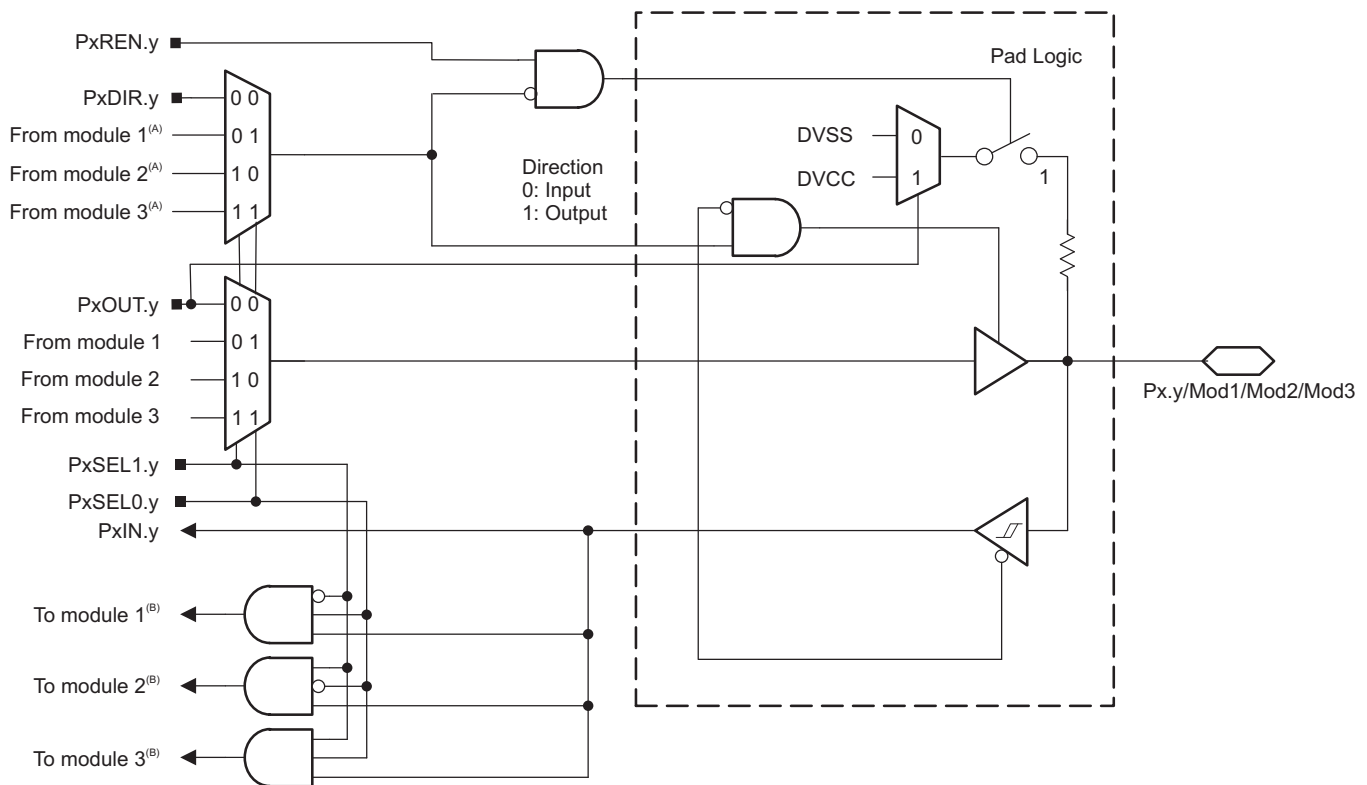 PxREN.y
Pad Logic
PxDIR.y
0 0
From module 1(A)
0 1
From module 2(A)
1 0
From module 3(A)
1 1
Direction
0: Input
1: Output
DVSS
0
DVCC
1
1
PxOUT.y
0 0
From module 1
0 1
From module 2
1 0
From module 3
1 1
Px.y/Mod1/Mod2/Mod3
PxSEL1.y
PxSEL0.y
PxIN.y
To module 1(B)
To module 2(B)
To module 3(B)